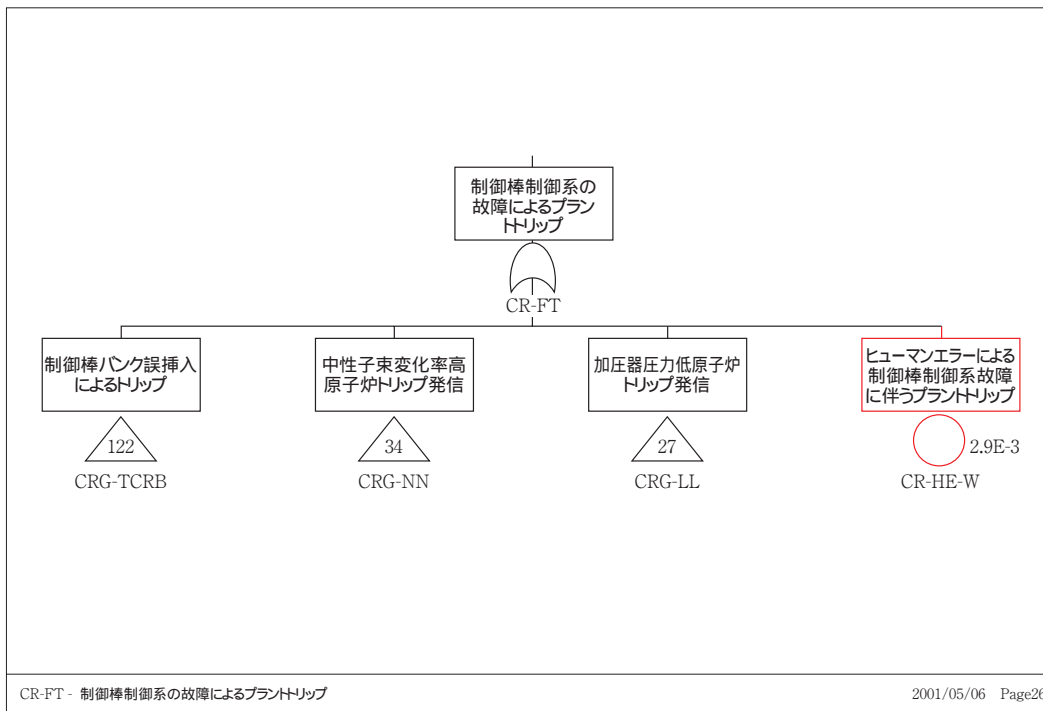 制御棒制御系の
故障によるプラン
トトリップ
CR-FT
制御棒バンク誤挿入
によるトリップ
122
CRG-TCRB
中性子束変化率高
原子炉トリップ発信
34
CRG-NN
加圧器圧力低原子炉
トリップ発信
27
CRG-LL
ヒューマンエラーによる
制御棒制御系故障
に伴うプラントトリップ
2.9E-3
CR-HE-W
CR-FT - 制御棒制御系の故障によるプラントトリップ
2001/05/06 Page26